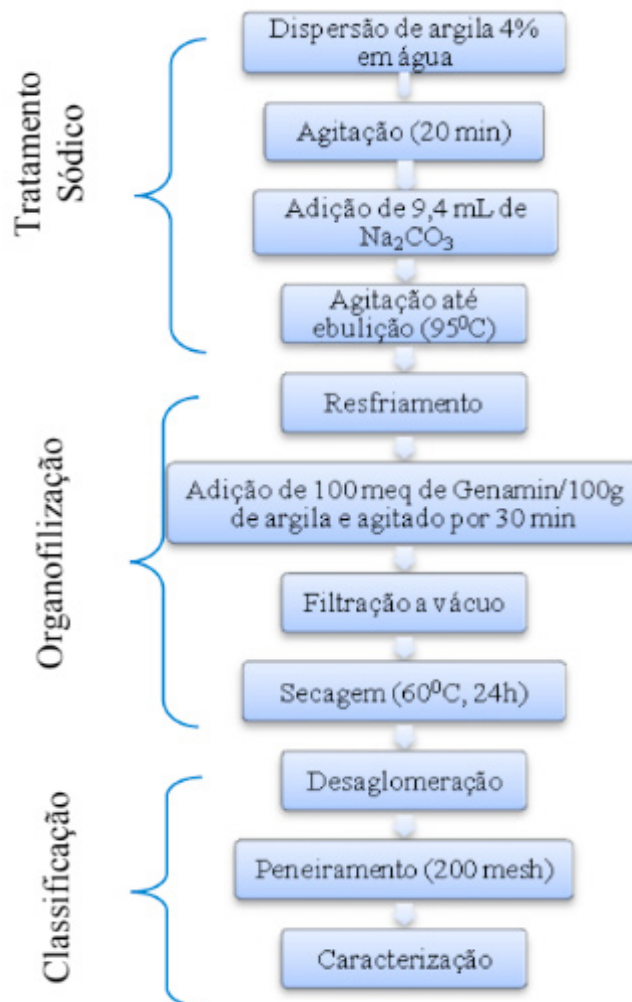 Tratamento
Sódico
Dispersão de argila 4%
em água
Agitação (20 min)
Adição de 9,4 mL de
Na₂CO₃
Agitação até
ebulição (95⁰C)
Organofilização
Resfriamento
Adição de 100 meq de Genamin/100g
de argila e agitado por 30 min
Filtração a vácuo
Secagem (60⁰C, 24h)
Classificação
Desaglomeração
Peneiramento (200 mesh)
Caracterização